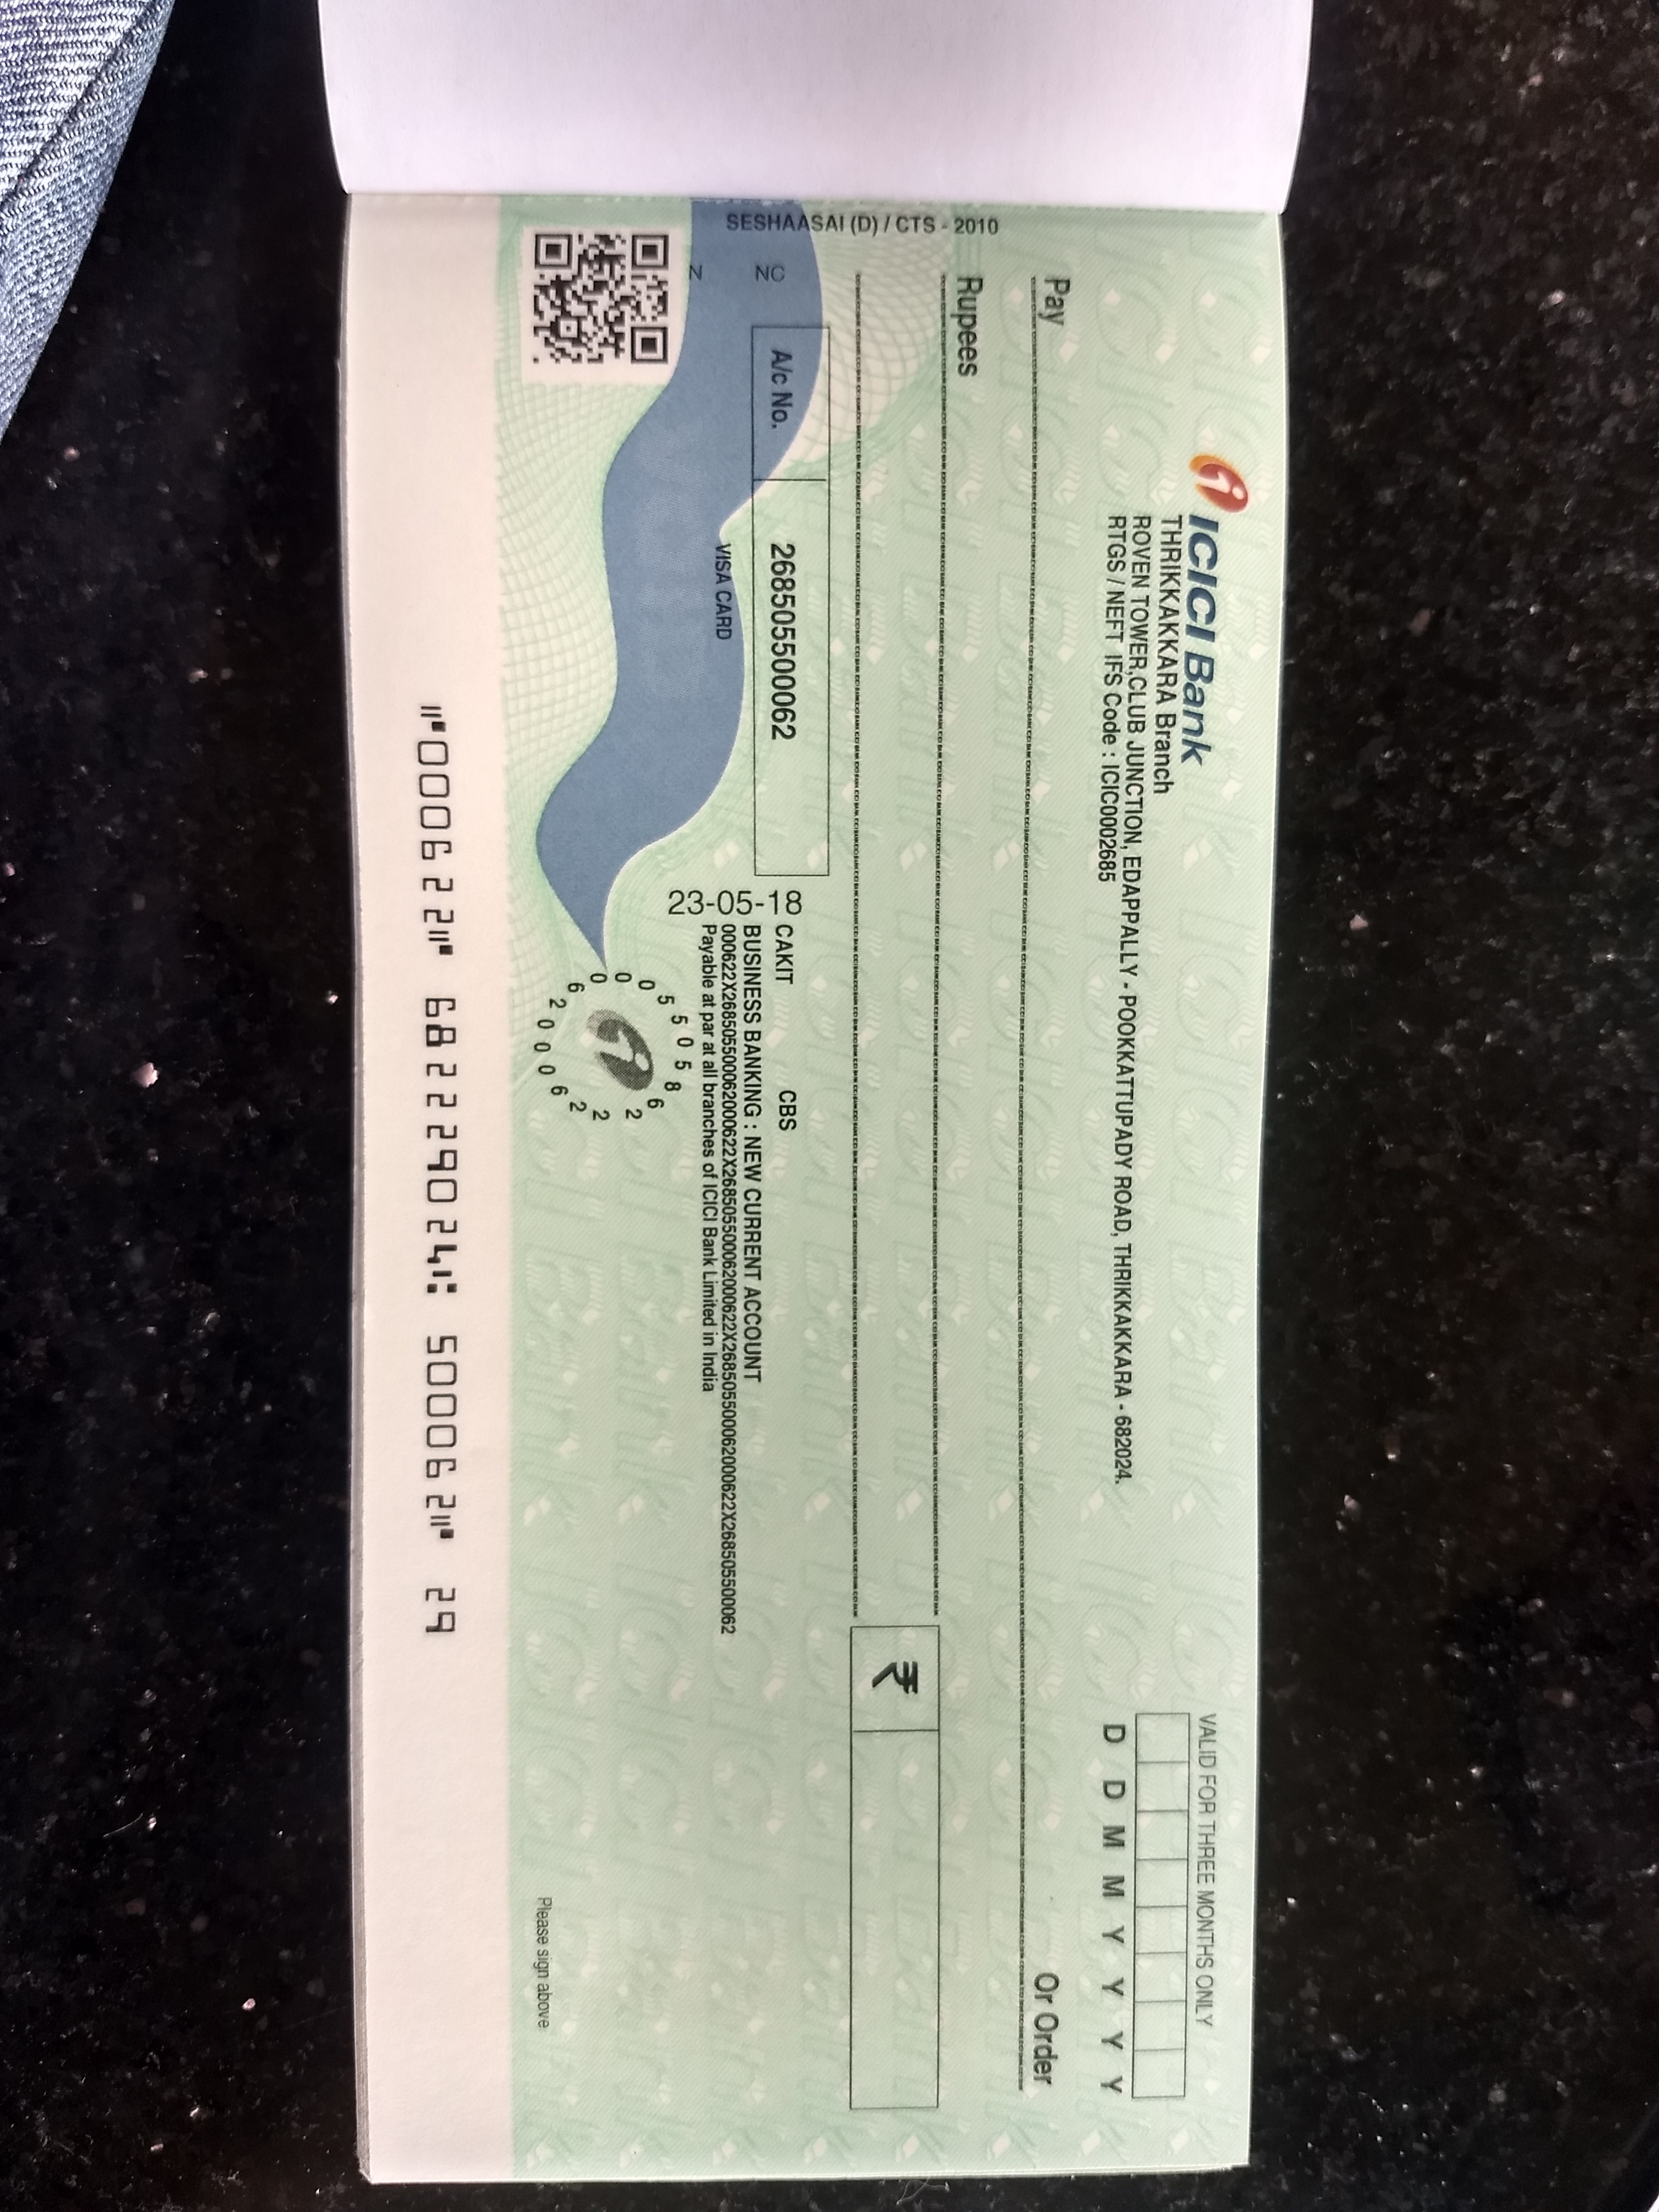 ICICI Bank
THRIKKAKKARA Branch
ROVEN TOWER,CLUB JUNCTION, EDAPPALLY - POOKKATTUPADY ROAD, THRIKKAKKARA - 682024.
RTGS / NEFT IFS Code : ICIC0002685
VALID FOR THREE MONTHS ONLY
D D M M Y Y Y Y
Pay
Or Order
Rupees
₹
A/c No.
268505500062
NC
N
VISA CARD
23-05-18
CAKIT CBS
BUSINESS BANKING : NEW CURRENT ACCOUNT
000622X268505500062000622X268505500062000622X268505500062000622X268505500062
Payable at par at all branches of ICICI Bank Limited in India
SESHAASAI (D) / CTS - 2010
Please sign above
⑈000622⑈ 682229024⑆ 500062⑈ 29